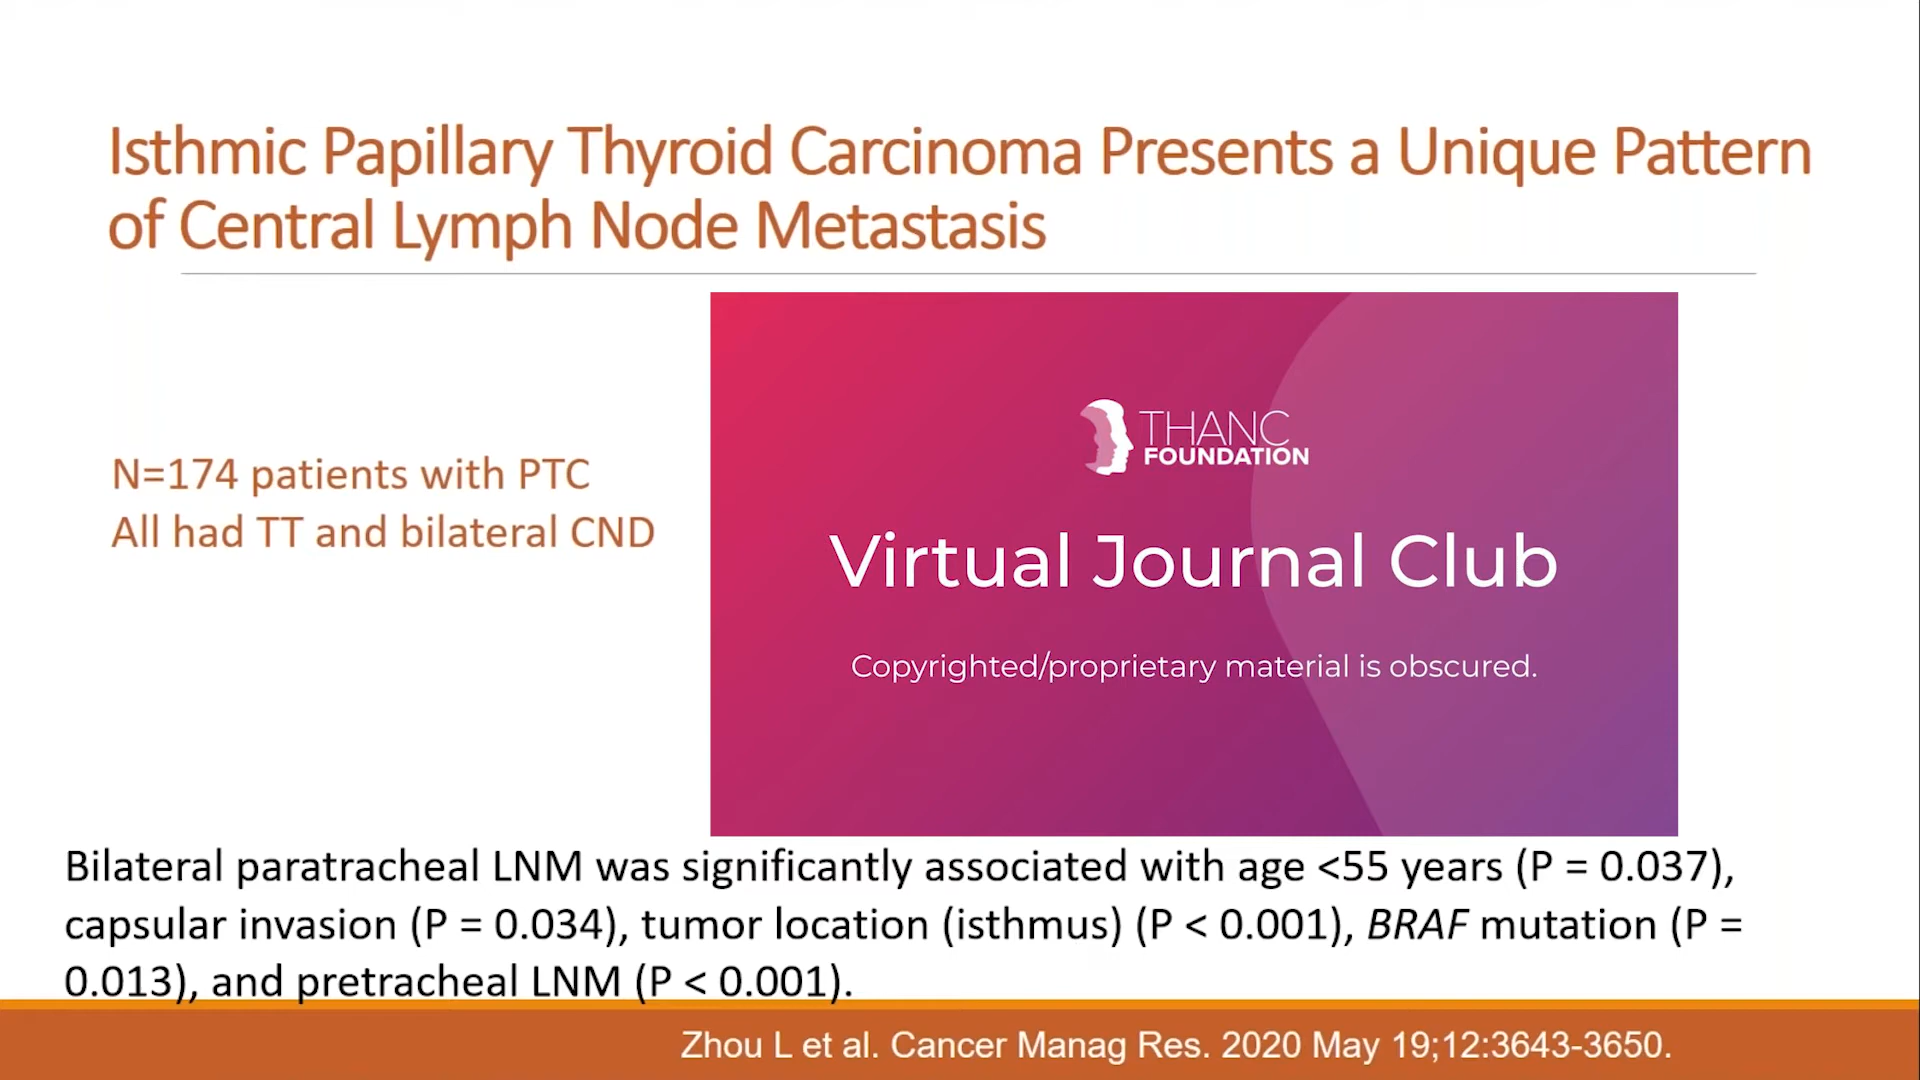 Isthmic Papillary Thyroid Carcinoma Presents a Unique Pattern
of Central Lymph Node Metastasis
N=174 patients with PTC
All had TT and bilateral CND
THANC
FOUNDATION
Virtual Journal Club
Copyrighted/proprietary material is obscured.
Bilateral paratracheal LNM was significantly associated with age <55 years (P = 0.037),
capsular invasion (P = 0.034), tumor location (isthmus) (P < 0.001), BRAF mutation (P =
0.013), and pretracheal LNM (P < 0.001).
Zhou L et al. Cancer Manag Res. 2020 May 19;12:3643-3650.